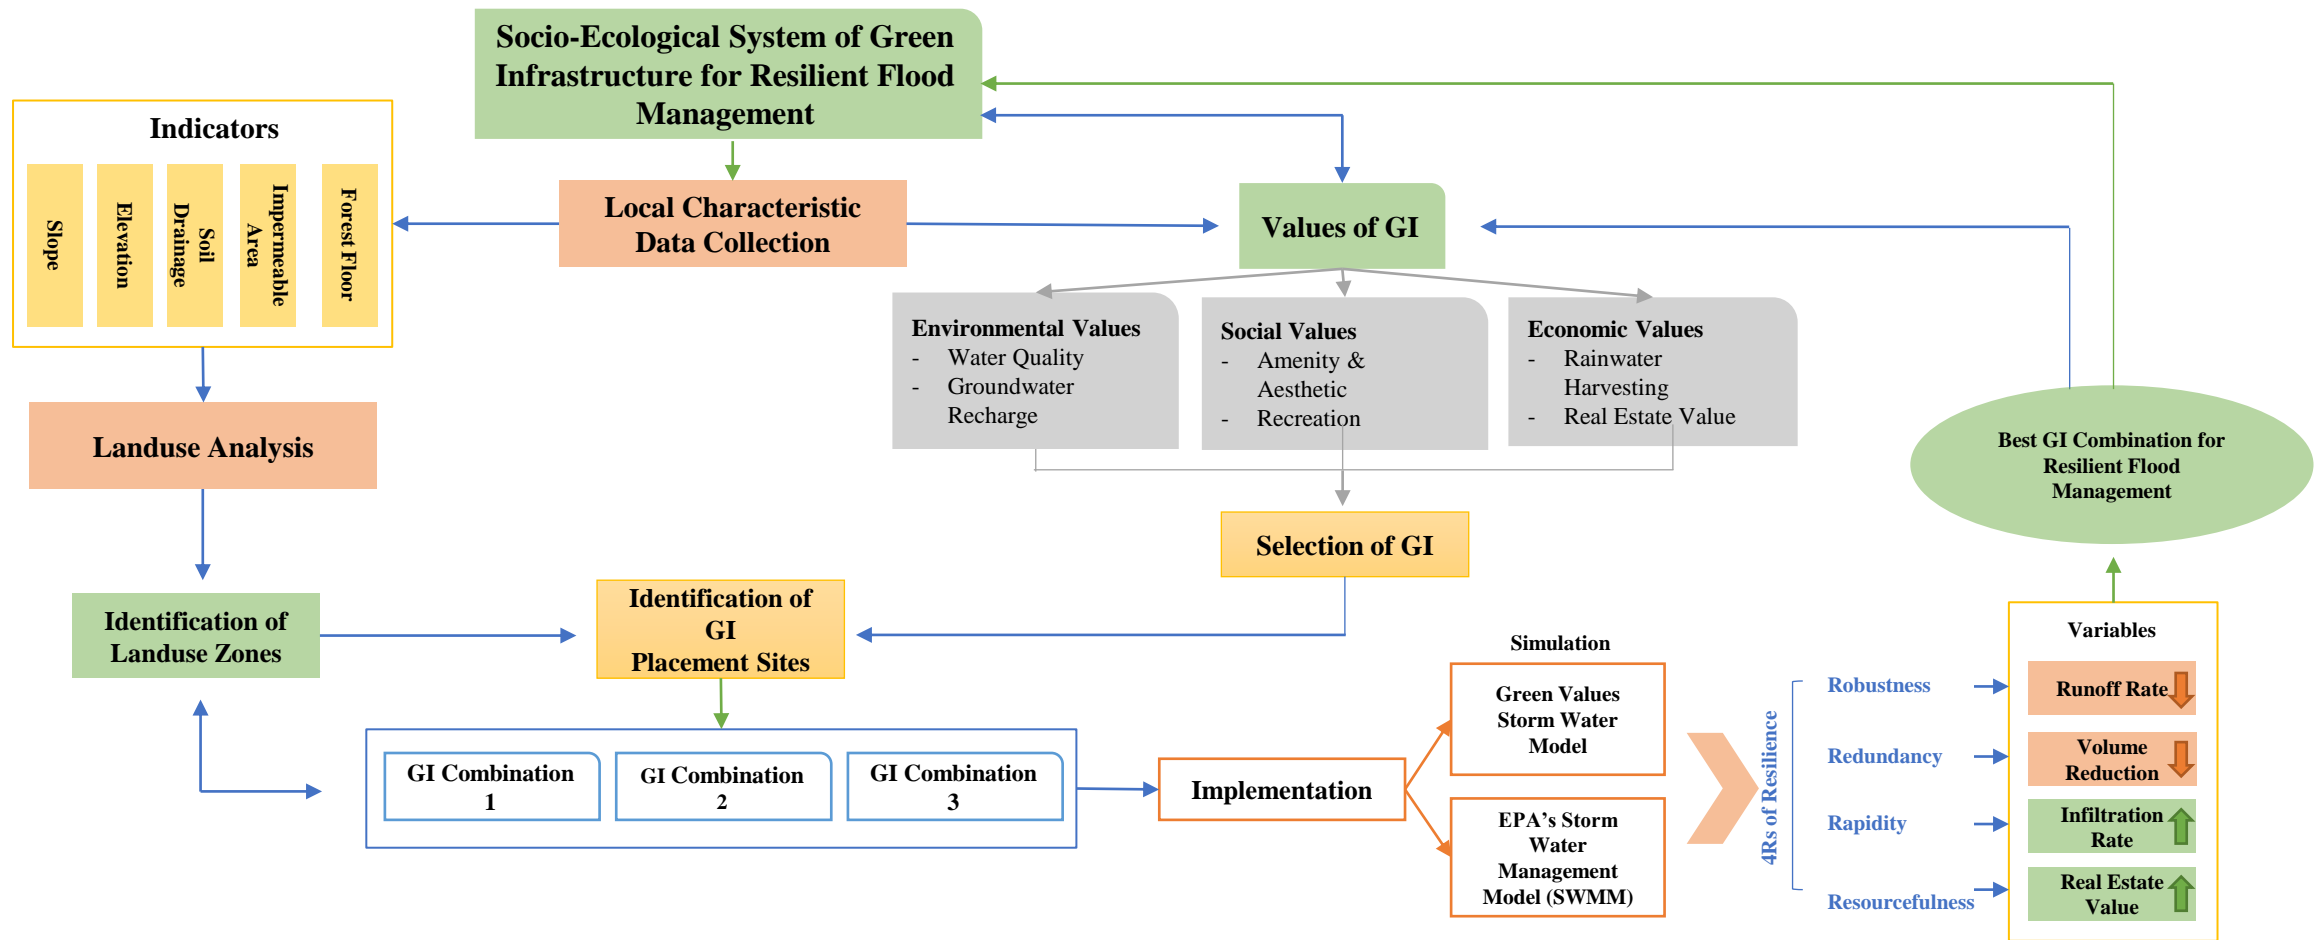 Socio-Ecological System of Green
Infrastructure for Resilient Flood
Management
Indicators
Slope
Elevation
Soil
Drainage
Impermeable
Area
Forest Floor
Local Characteristic
Data Collection
Values of GI
Environmental Values
- Water Quality
- Groundwater
Recharge
Social Values
- Amenity &
Aesthetic
- Recreation
Economic Values
- Rainwater
Harvesting
- Real Estate Value
Landuse Analysis
Best GI Combination for
Resilient Flood
Management
Selection of GI
Identification of
Landuse Zones
Identification of
GI
Placement Sites
GI Combination
1
GI Combination
2
GI Combination
3
Implementation
Simulation
Green Values
Storm Water
Model
EPA's Storm
Water
Management
Model (SWMM)
4Rs of Resilience
Robustness
Redundancy
Rapidity
Resourcefulness
Variables
Runoff Rate
Volume
Reduction
Infiltration
Rate
Real Estate
Value